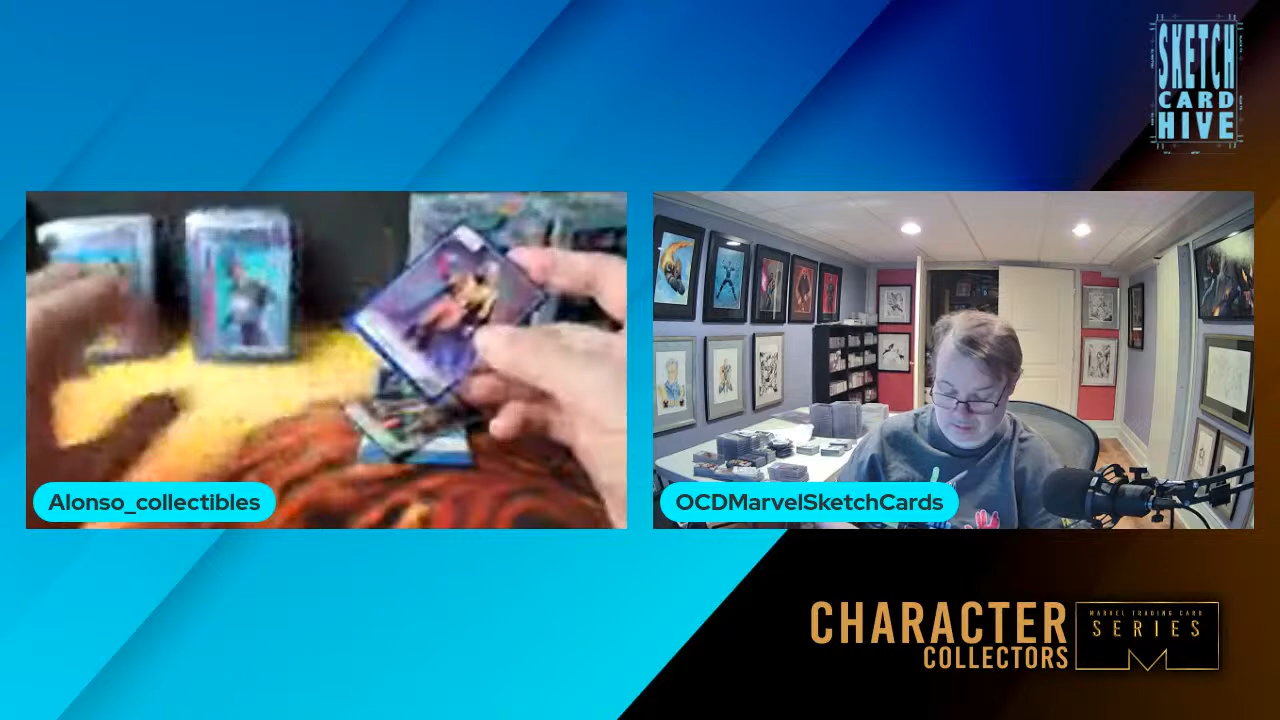 SKETCH
CARD
HIVE
Alonso_collectibles
OCDMarvelSketchCards
CHARACTER
COLLECTORS
MARVEL TRADING CARD
SERIES